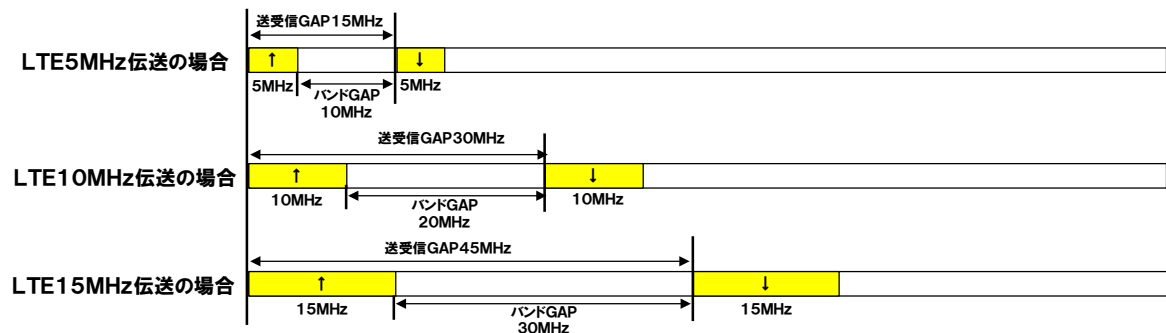 送受信GAP15MHz
LTE5MHz伝送の場合
↑
↓
5MHz
バンドGAP
10MHz
5MHz
送受信GAP30MHz
LTE10MHz伝送の場合
↑
↓
10MHz
バンドGAP
20MHz
10MHz
送受信GAP45MHz
LTE15MHz伝送の場合
↑
↓
15MHz
バンドGAP
30MHz
15MHz